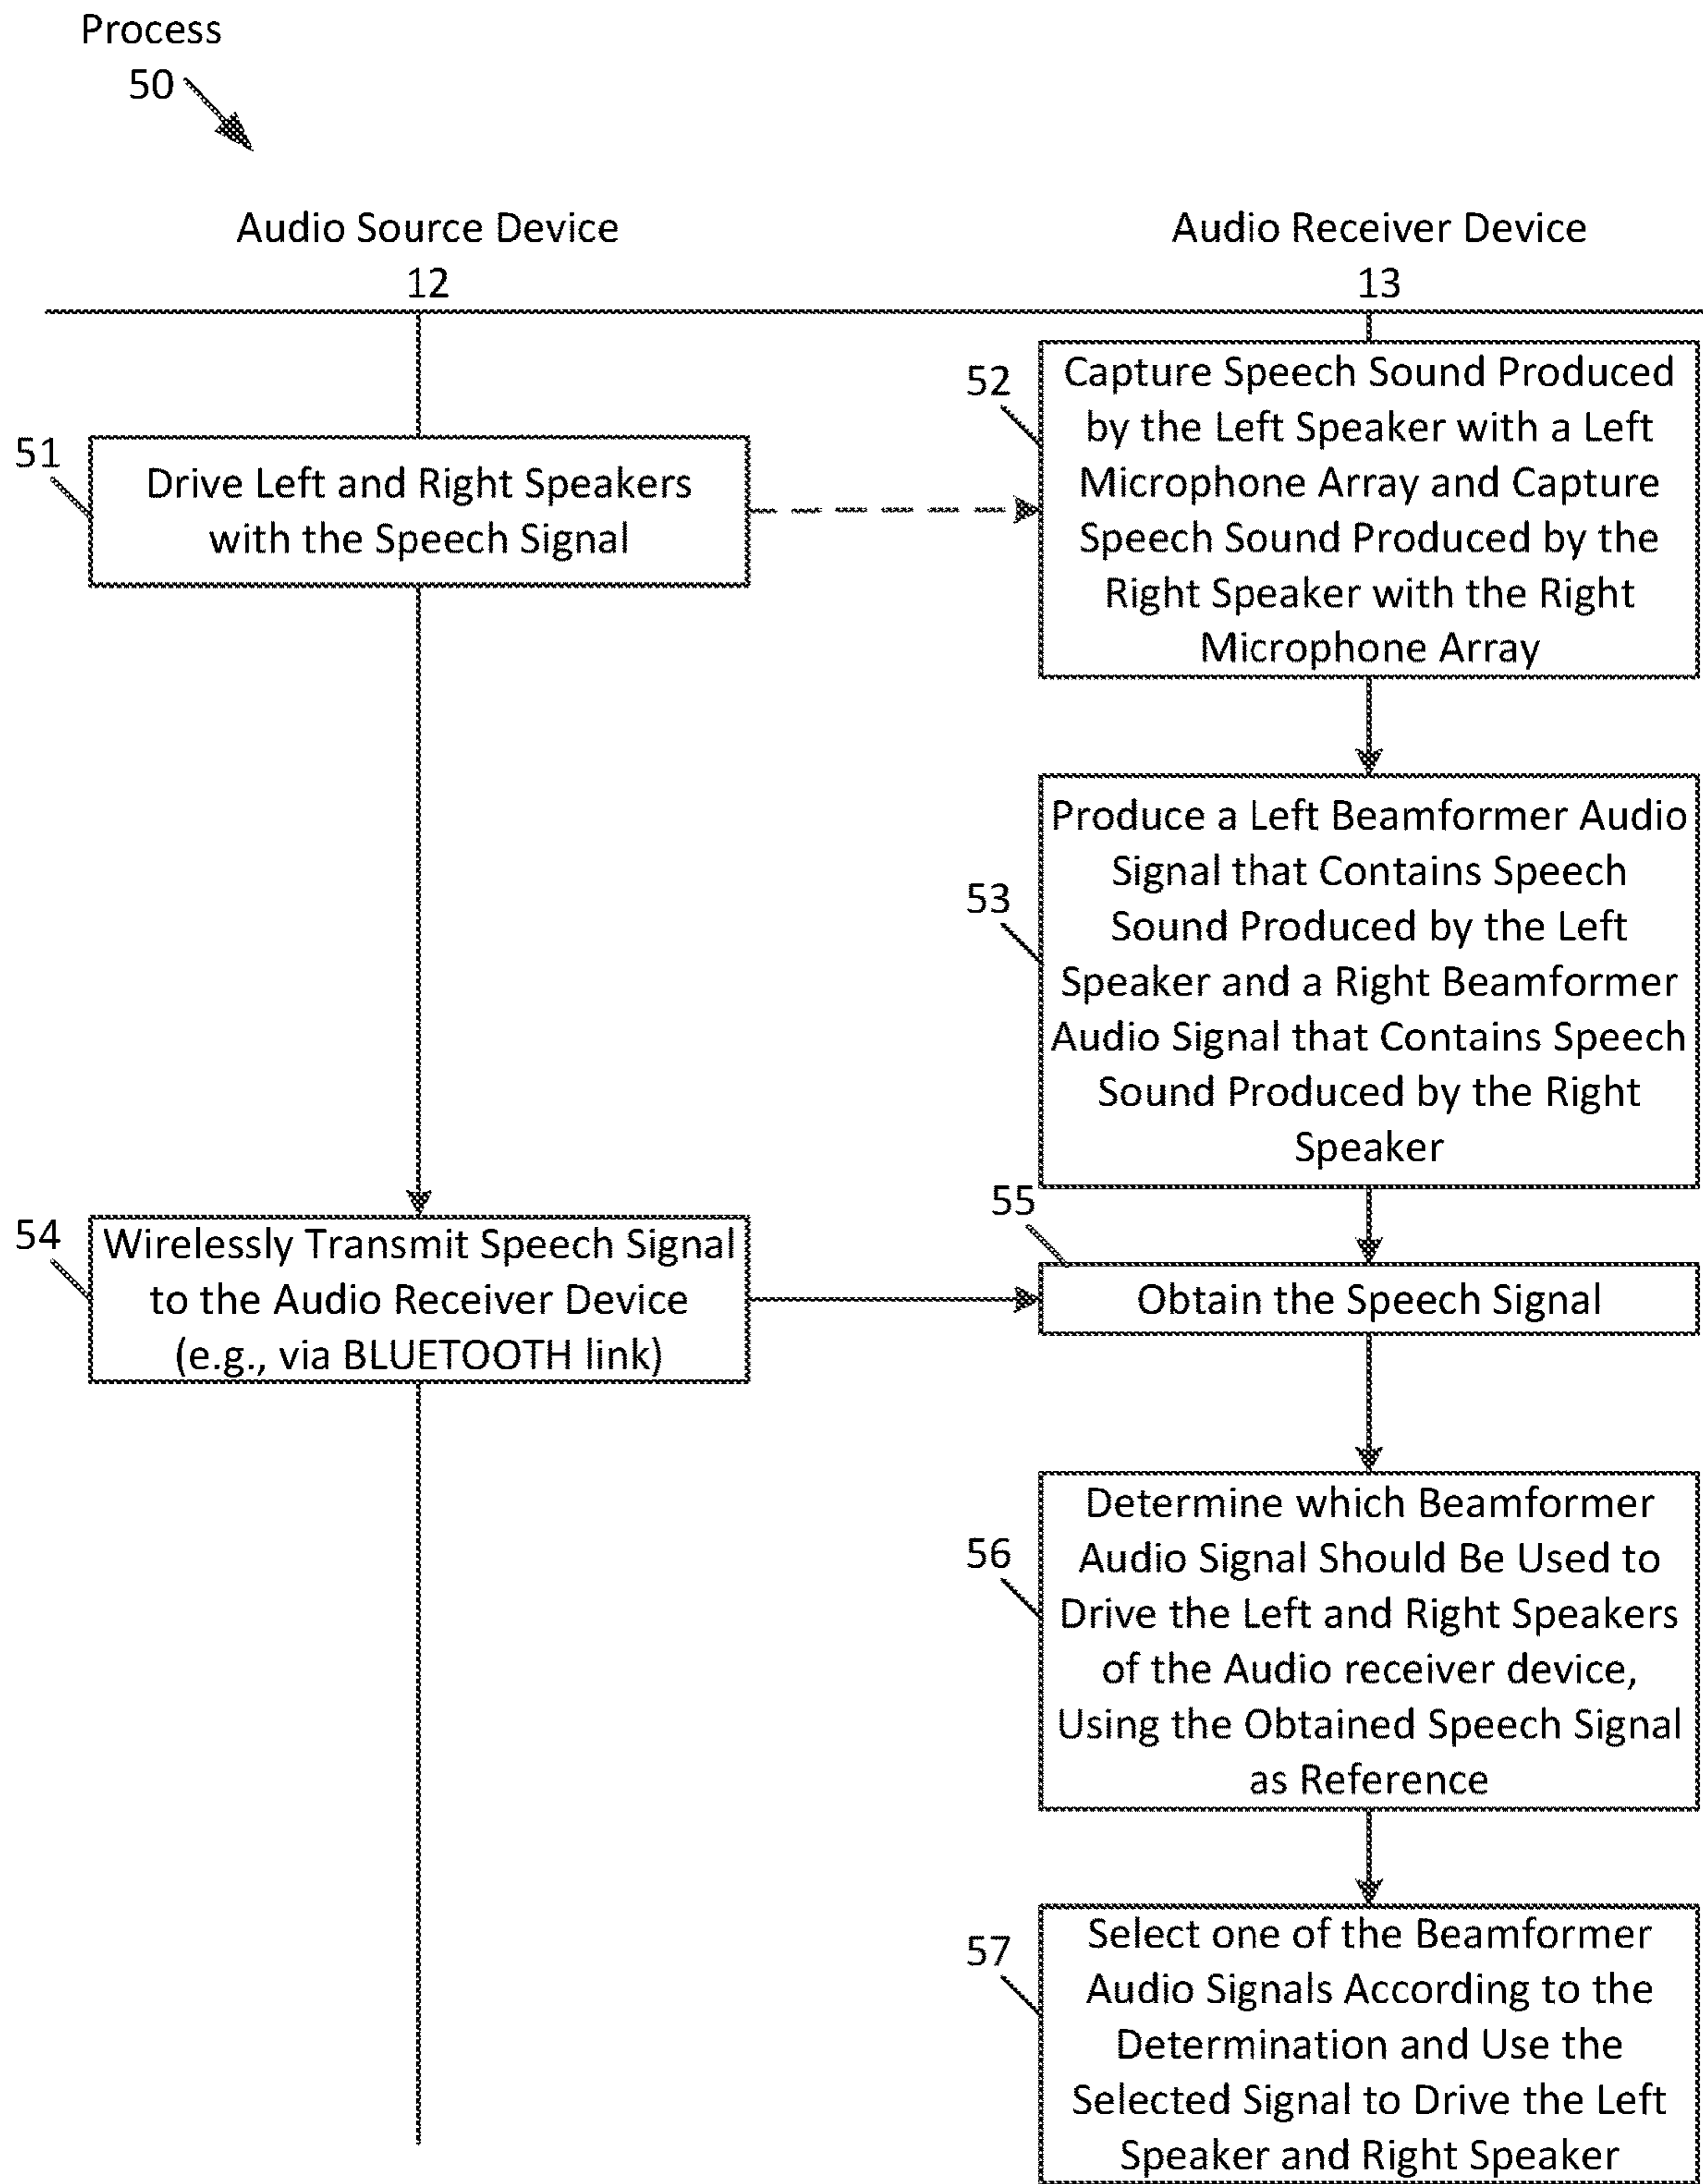 Process
50
Audio Source Device
12
Audio Receiver Device
13
52
Capture Speech Sound Produced
by the Left Speaker with a Left
Microphone Array and Capture
Speech Sound Produced by the
Right Speaker with the Right
Microphone Array
51
Drive Left and Right Speakers
with the Speech Signal
53
Produce a Left Beamformer Audio
Signal that Contains Speech
Sound Produced by the Left
Speaker and a Right Beamformer
Audio Signal that Contains Speech
Sound Produced by the Right
Speaker
54
Wirelessly Transmit Speech Signal
to the Audio Receiver Device
(e.g., via BLUETOOTH link)
55
Obtain the Speech Signal
56
Determine which Beamformer
Audio Signal Should Be Used to
Drive the Left and Right Speakers
of the Audio receiver device,
Using the Obtained Speech Signal
as Reference
57
Select one of the Beamformer
Audio Signals According to the
Determination and Use the
Selected Signal to Drive the Left
Speaker and Right Speaker